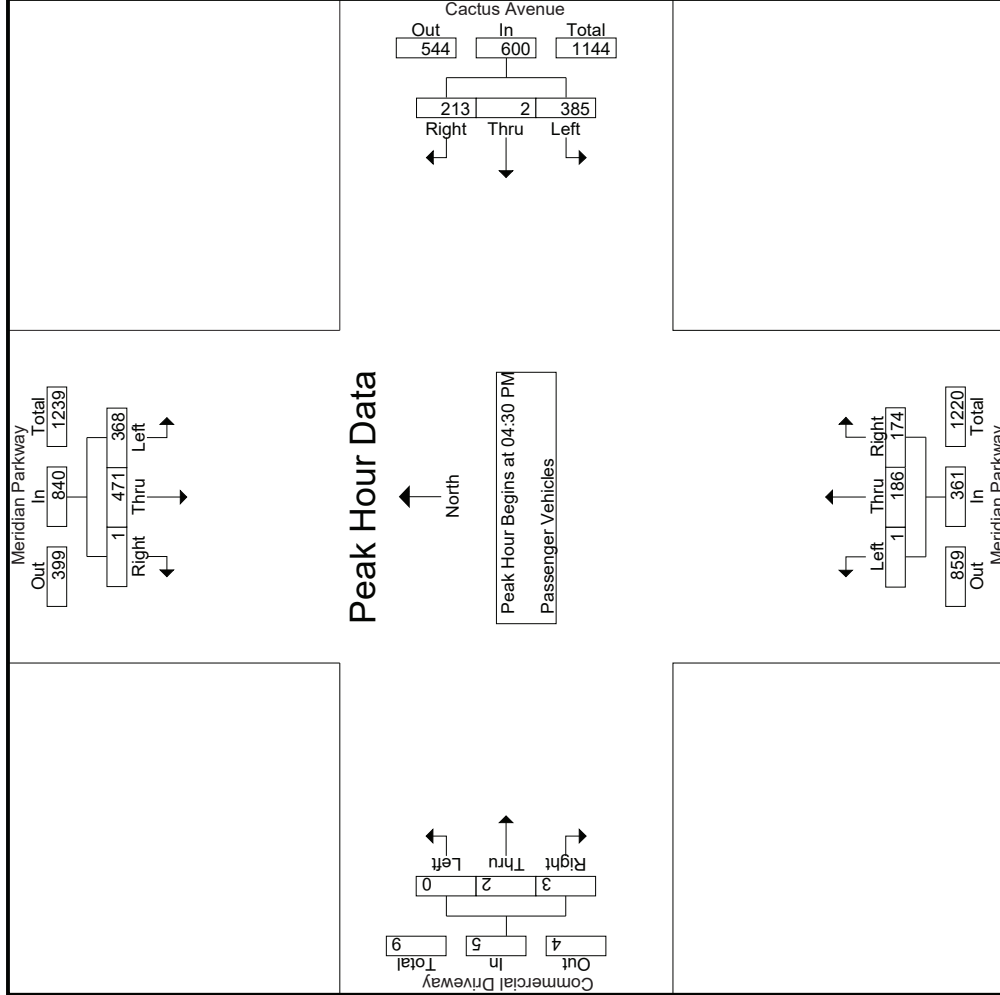 Cactus Avenue
Out In Total
544 600 1144
213 2 385
Right Thru Left
Meridian Parkway
Out In Total
399 840 1239
1 471 368
Right Thru Left
Peak Hour Data
North
Peak Hour Begins at 04:30 PM
Passenger Vehicles
Left Thru Right
1 186 174
859 361 1220
Out In Total
Meridian Parkway
Left Thru Right
0 2 3
9 5 4
Total In Out
Commercial Driveway